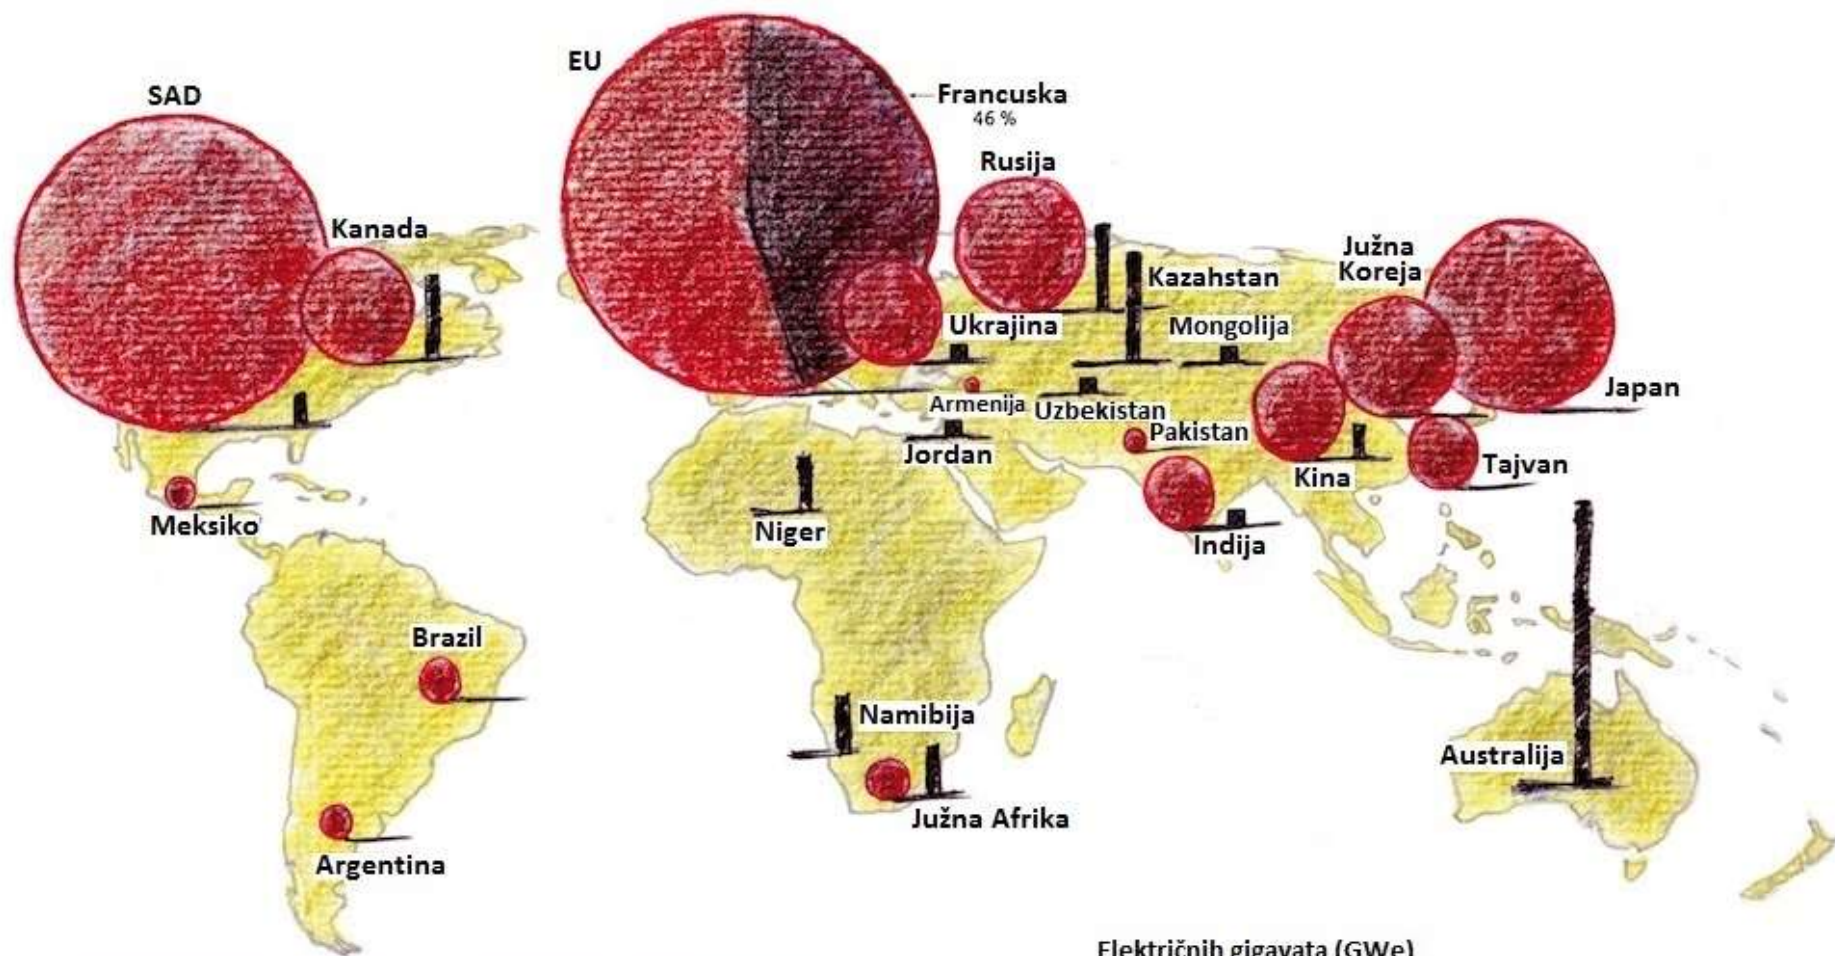 EU
SAD
Francuska
46 %
Rusija
Kanada
Južna
Koreja
Kazahstan
Ukrajina
Mongolija
Japan
Armenija
Uzbekistan
Pakistan
Jordan
Tajvan
Kina
Meksiko
Niger
Indija
Brazil
Namibija
Australija
Južna Afrika
Argentina
Električnih gigavata (GWe)